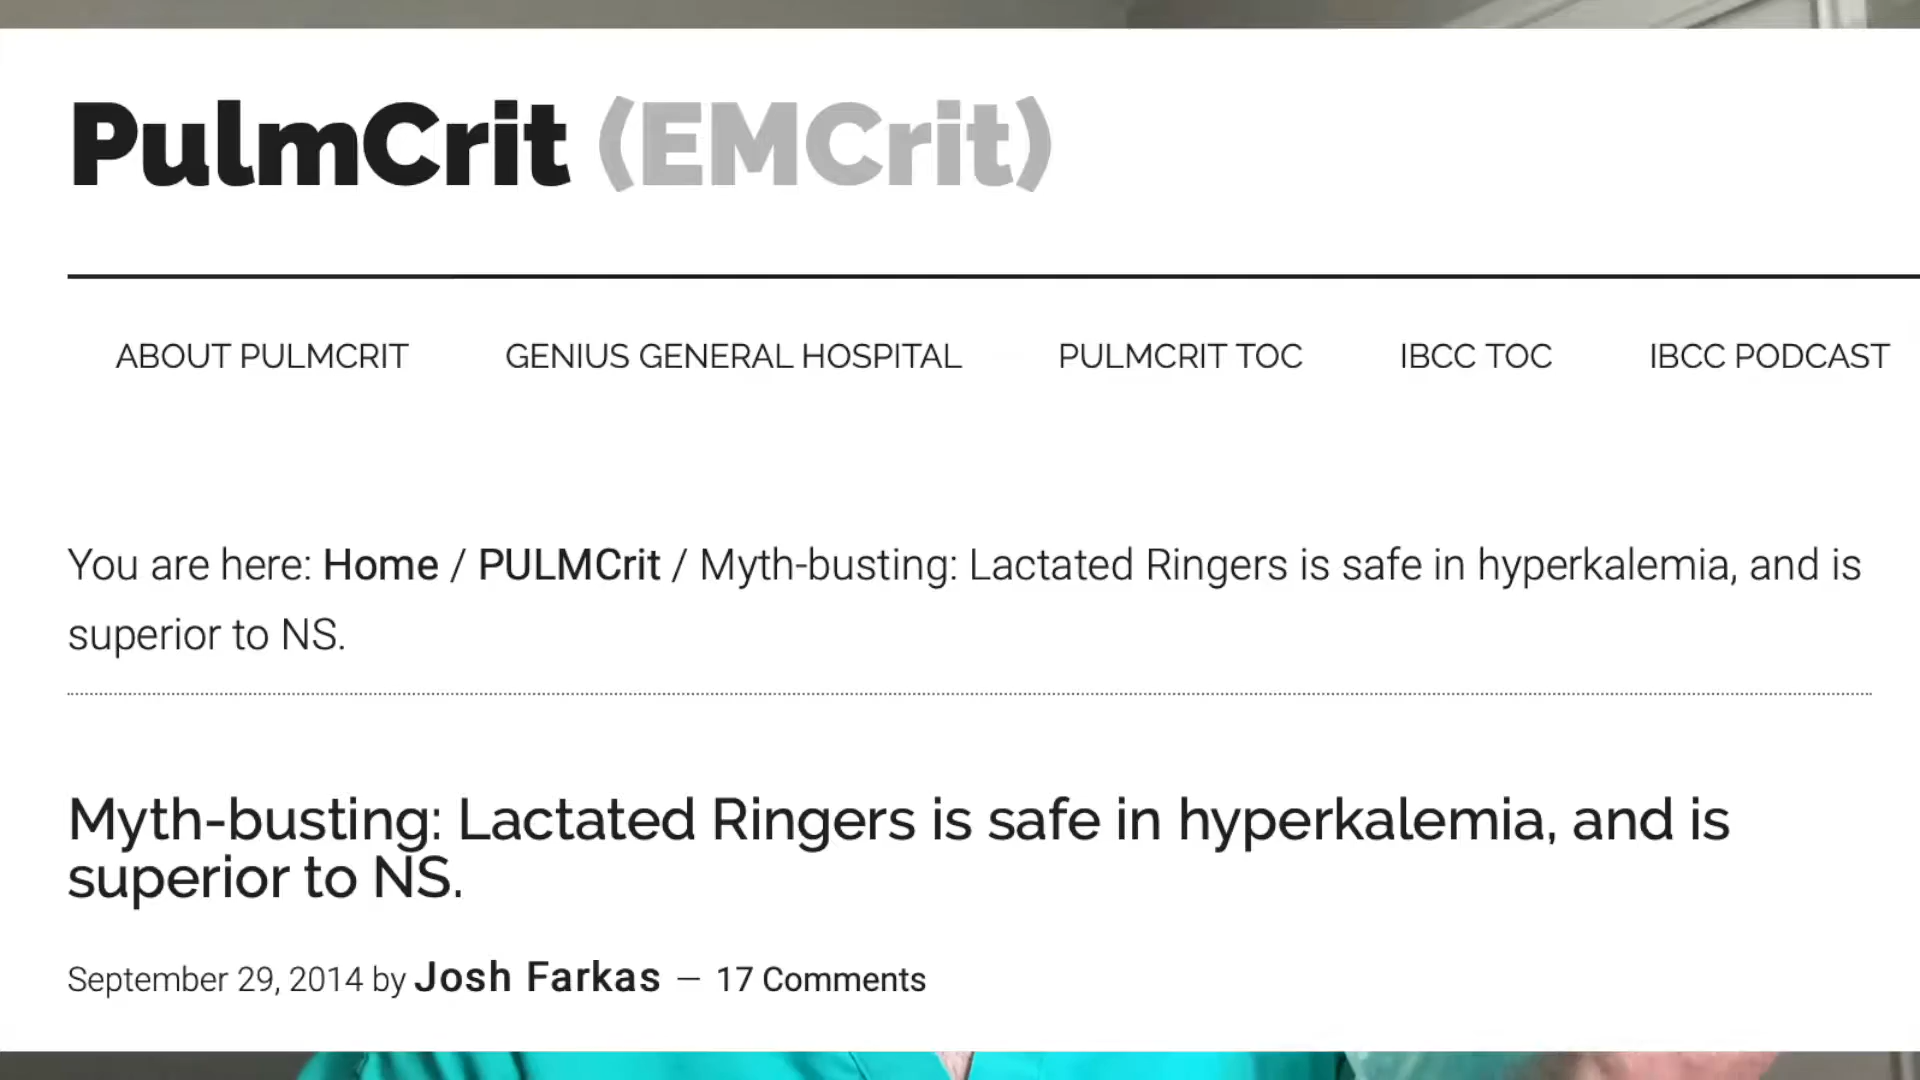 PulmCrit (EMCrit)
ABOUT PULMCRIT GENIUS GENERAL HOSPITAL PULMCRIT TOC IBCC TOC IBCC PODCAST
You are here: Home / PULMCrit / Myth-busting: Lactated Ringers is safe in hyperkalemia, and is
superior to NS.
Myth-busting: Lactated Ringers is safe in hyperkalemia, and is
superior to NS.
September 29, 2014 by Josh Farkas — 17 Comments